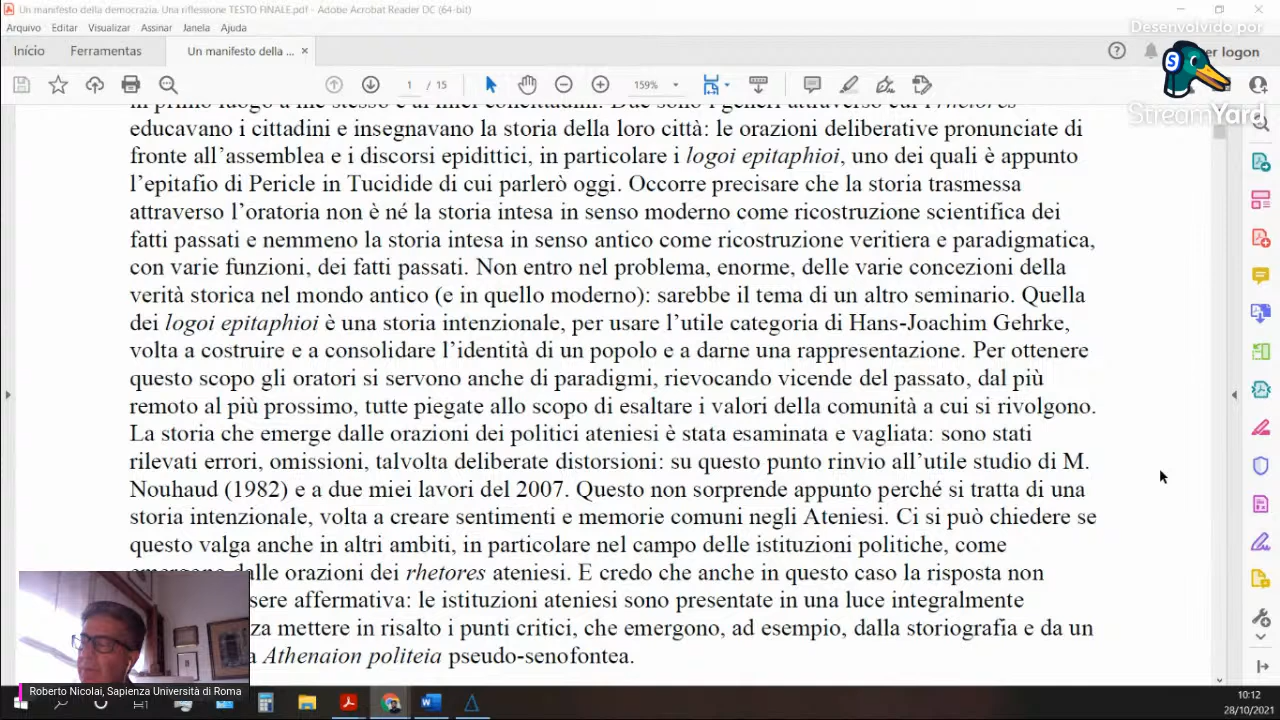 Un manifesto della democrazia. Una riflessione TESTO FINALE.pdf - Adobe Acrobat Reader DC (64-bit)
Desenvolvido por
Arquivo Editar Visualizar Assinar Janela Ajuda
Início Ferramentas Un manifesto della ... × logon
1 / 15 159%
StreamYard
educavano i cittadini e insegnavano la storia della loro città: le orazioni deliberative pronunciate di
fronte all’assemblea e i discorsi epidittici, in particolare i logoi epitaphioi, uno dei quali è appunto
l’epitafio di Pericle in Tucidide di cui parlerò oggi. Occorre precisare che la storia trasmessa
attraverso l’oratoria non è né la storia intesa in senso moderno come ricostruzione scientifica dei
fatti passati e nemmeno la storia intesa in senso antico come ricostruzione veritiera e paradigmatica,
con varie funzioni, dei fatti passati. Non entro nel problema, enorme, delle varie concezioni della
verità storica nel mondo antico (e in quello moderno): sarebbe il tema di un altro seminario. Quella
dei logoi epitaphioi è una storia intenzionale, per usare l’utile categoria di Hans-Joachim Gehrke,
volta a costruire e a consolidare l’identità di un popolo e a darne una rappresentazione. Per ottenere
questo scopo gli oratori si servono anche di paradigmi, rievocando vicende del passato, dal più
remoto al più prossimo, tutte piegate allo scopo di esaltare i valori della comunità a cui si rivolgono.
La storia che emerge dalle orazioni dei politici ateniesi è stata esaminata e vagliata: sono stati
rilevati errori, omissioni, talvolta deliberate distorsioni: su questo punto rinvio all’utile studio di M.
Nouhaud (1982) e a due miei lavori del 2007. Questo non sorprende appunto perché si tratta di una
storia intenzionale, volta a creare sentimenti e memorie comuni negli Ateniesi. Ci si può chiedere se
questo valga anche in altri ambiti, in particolare nel campo delle istituzioni politiche, come
dalle orazioni dei rhetores ateniesi. E credo che anche in questo caso la risposta non
sere affermativa: le istituzioni ateniesi sono presentate in una luce integralmente
za mettere in risalto i punti critici, che emergono, ad esempio, dalla storiografia e da un
a Athenaion politeia pseudo-senofontea.
Roberto Nicolai, Sapienza Università di Roma
10:12
28/10/2021